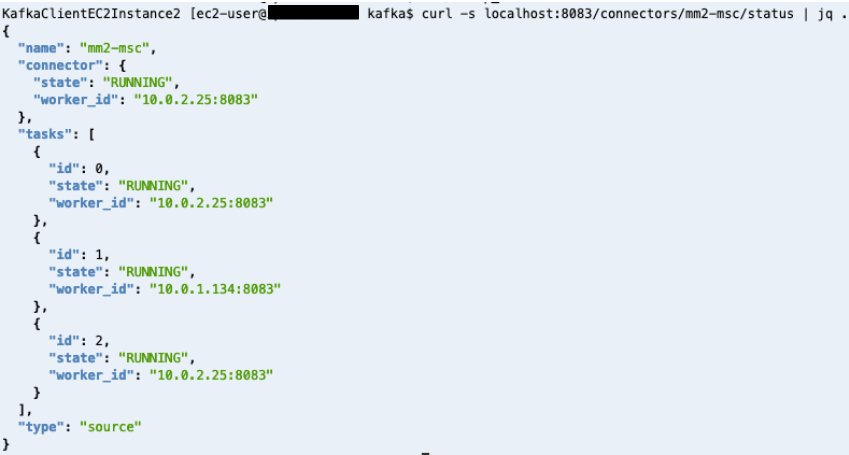 KafkaClientEC2Instance2 [ec2-user@ kafka$ curl -s localhost:8083/connectors/mm2-msc/status | jq .
{
  "name": "mm2-msc",
  "connector": {
    "state": "RUNNING",
    "worker_id": "10.0.2.25:8083"
  },
  "tasks": [
    {
      "id": 0,
      "state": "RUNNING",
      "worker_id": "10.0.2.25:8083"
    },
    {
      "id": 1,
      "state": "RUNNING",
      "worker_id": "10.0.1.134:8083"
    },
    {
      "id": 2,
      "state": "RUNNING",
      "worker_id": "10.0.2.25:8083"
    }
  ],
  "type": "source"
}